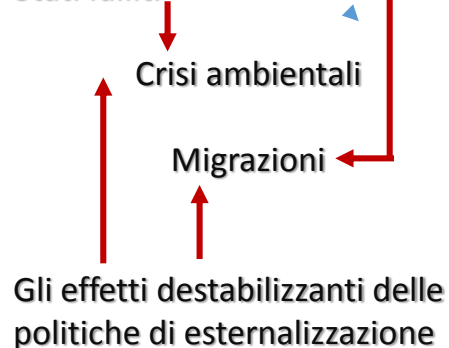 Crisi ambientali
Migrazioni
Gli effetti destabilizzanti delle
politiche di esternalizzazione